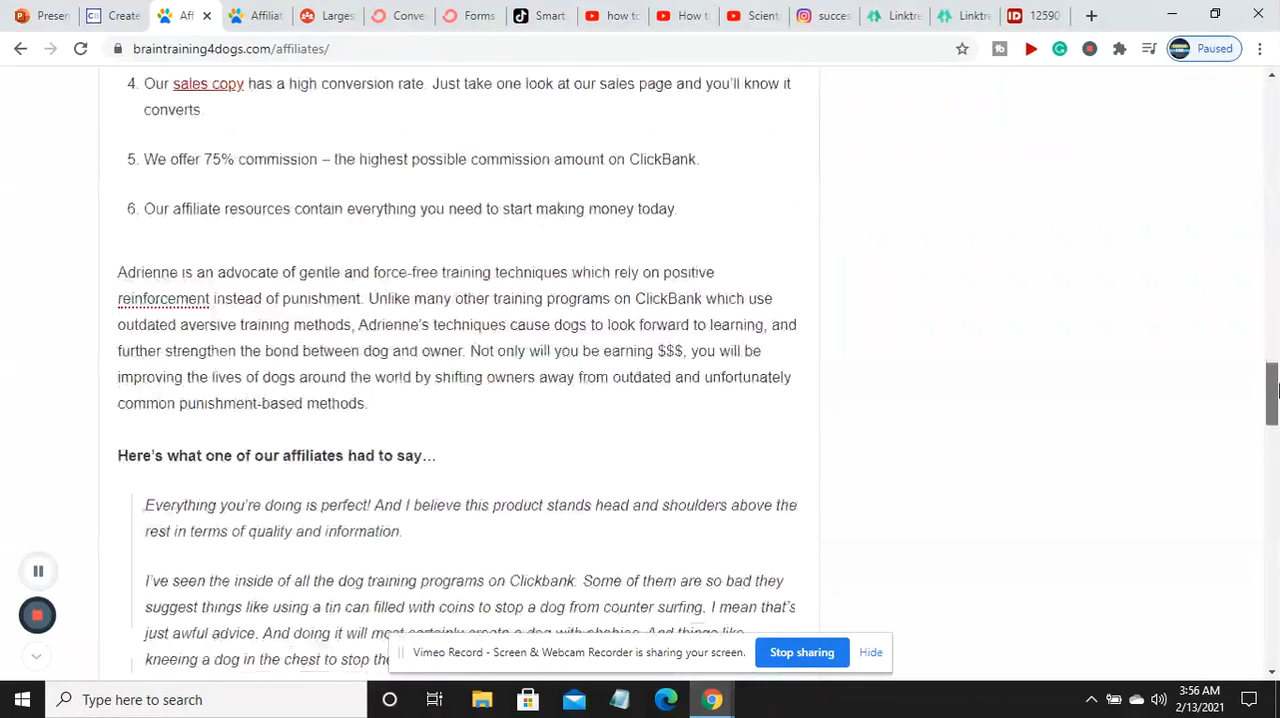 Presen
Create
Aff
Affiliat
Larges
Conve
Forms
Smart
how to
How t
Scient
succes
Linktre
Linktre
ID
12590
braintraining4dogs.com/affiliates/
Paused
4. Our sales copy has a high conversion rate. Just take one look at our sales page and you'll know it
converts.
5. We offer 75% commission – the highest possible commission amount on ClickBank.
6. Our affiliate resources contain everything you need to start making money today.
Adrienne is an advocate of gentle and force-free training techniques which rely on positive
reinforcement instead of punishment. Unlike many other training programs on ClickBank which use
outdated aversive training methods, Adrienne's techniques cause dogs to look forward to learning, and
further strengthen the bond between dog and owner. Not only will you be earning $$$, you will be
improving the lives of dogs around the world by shifting owners away from outdated and unfortunately
common punishment-based methods.
Here's what one of our affiliates had to say…
Everything you're doing is perfect! And I believe this product stands head and shoulders above the
rest in terms of quality and information.
I've seen the inside of all the dog training programs on Clickbank. Some of them are so bad they
suggest things like using a tin can filled with coins to stop a dog from counter surfing. I mean that's
just awful advice. And doing it will most certainly create a dog with phobias. And things like
kneeing a dog in the chest to stop the
Vimeo Record - Screen & Webcam Recorder is sharing your screen.
Stop sharing
Hide
Type here to search
3:56 AM
2/13/2021